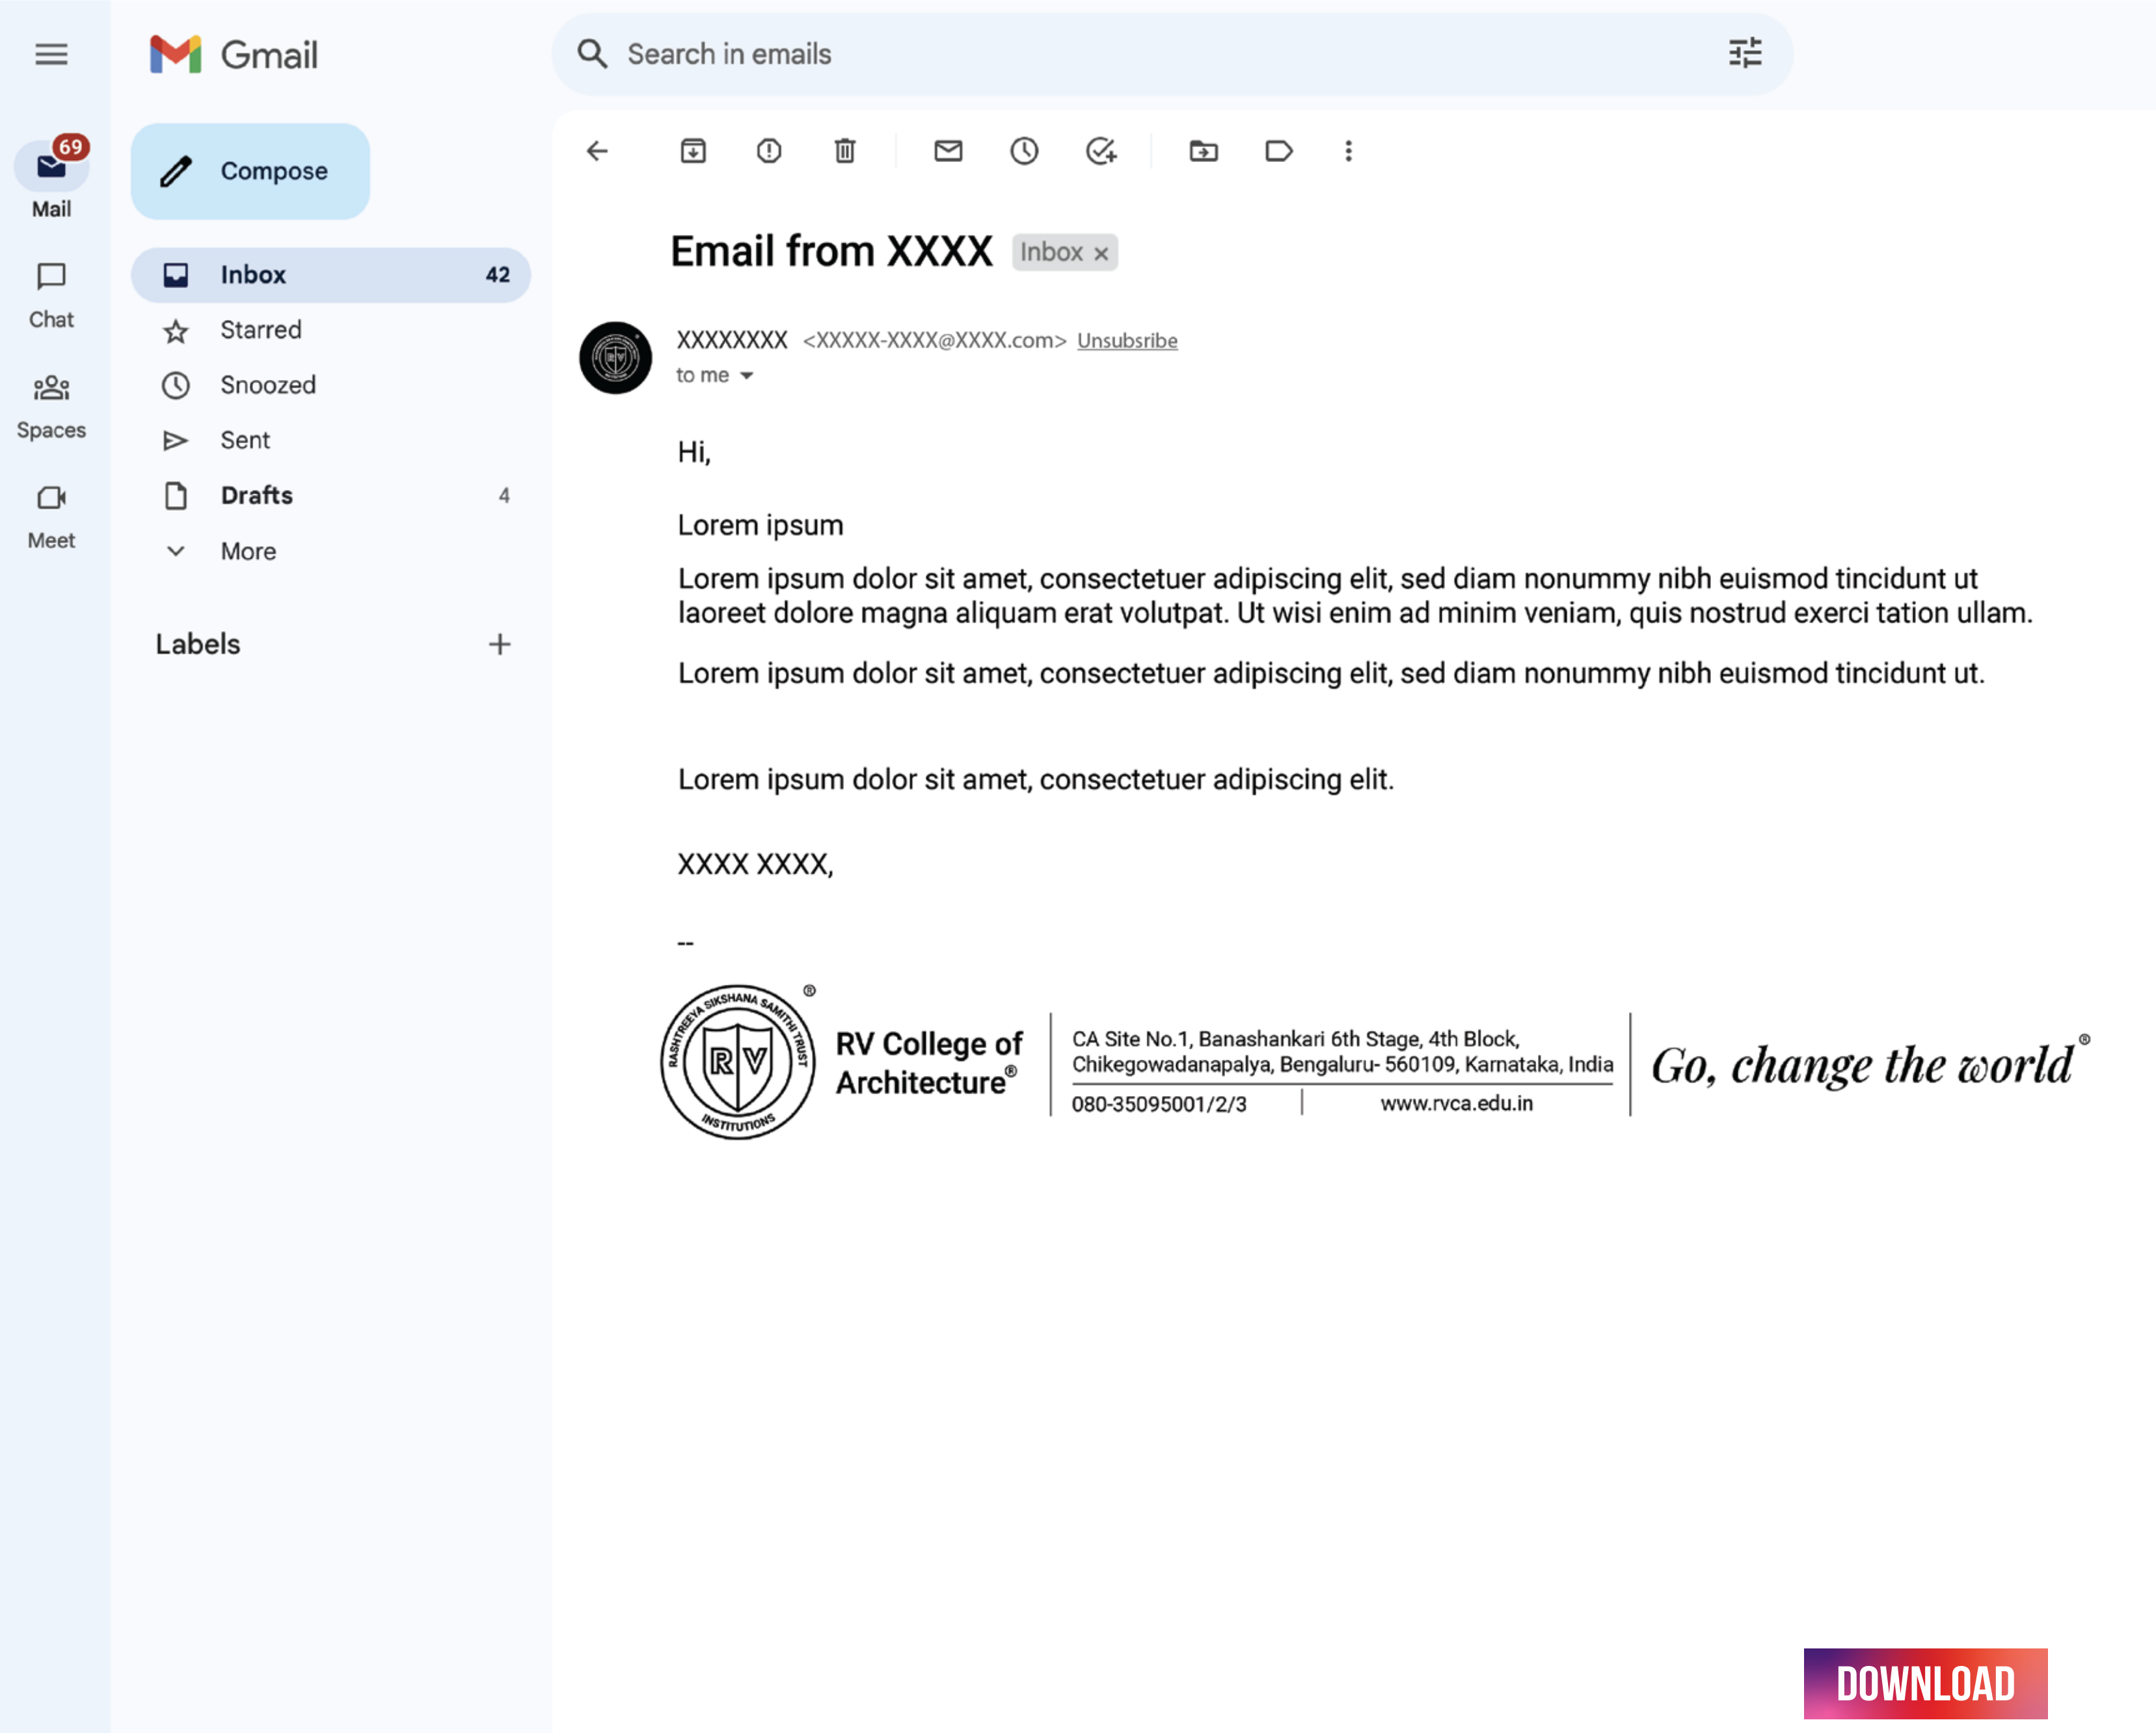 Gmail
Search in emails
69
Mail
Chat
Spaces
Meet
Compose
Inbox 42
Starred
Snoozed
Sent
Drafts 4
More
Labels
Email from XXXX Inbox ×
XXXXXXXX <XXXXX-XXXX@XXXX.com> Unsubsribe
to me
Hi,
Lorem ipsum
Lorem ipsum dolor sit amet, consectetuer adipiscing elit, sed diam nonummy nibh euismod tincidunt ut
laoreet dolore magna aliquam erat volutpat. Ut wisi enim ad minim veniam, quis nostrud exerci tation ullam.
Lorem ipsum dolor sit amet, consectetuer adipiscing elit, sed diam nonummy nibh euismod tincidunt ut.
Lorem ipsum dolor sit amet, consectetuer adipiscing elit.
XXXX XXXX,
--
RASHTREEYA SIKSHANA SAMITHI TRUST
RV
INSTITUTIONS
®
RV College of
Architecture®
CA Site No.1, Banashankari 6th Stage, 4th Block,
Chikegowadanapalya, Bengaluru- 560109, Karnataka, India
080-35095001/2/3 | www.rvca.edu.in
Go, change the world®
DOWNLOAD